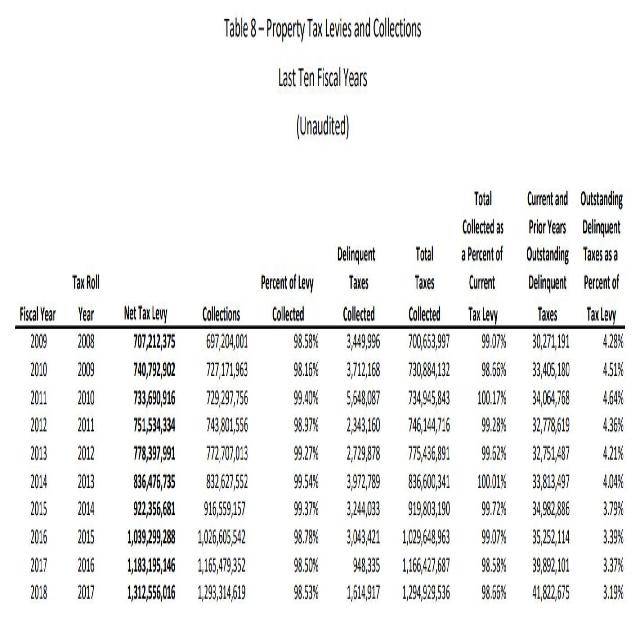 Table 8 – Property Tax Levies and Collections
Last Ten Fiscal Years
(Unaudited)
Total Current and Outstanding
Collected as Prior Years Delinquent
Delinquent Total a Percent of Outstanding Taxes as a
Tax Roll Percent of Levy Taxes Taxes Current Delinquent Percent of
Fiscal Year Year Net Tax Levy Collections Collected Collected Collected Tax Levy Taxes Tax Levy
2009 2008 707,212,375 697,204,001 98.58% 3,449,996 700,653,997 99.07% 30,271,191 4.28%
2010 2009 740,792,902 727,171,963 98.16% 3,712,168 730,884,132 98.66% 33,405,180 4.51%
2011 2010 733,690,916 729,297,756 99.40% 5,648,087 734,945,843 100.17% 34,064,768 4.64%
2012 2011 751,534,334 743,801,556 98.97% 2,343,160 746,144,716 99.28% 32,778,619 4.36%
2013 2012 778,397,991 772,707,013 99.27% 2,729,878 775,436,891 99.62% 32,751,487 4.21%
2014 2013 836,476,735 832,627,552 99.54% 3,972,789 836,600,341 100.01% 33,813,497 4.04%
2015 2014 922,356,681 916,559,157 99.37% 3,244,033 919,803,190 99.72% 34,982,886 3.79%
2016 2015 1,039,299,288 1,026,605,542 98.78% 3,043,421 1,029,648,963 99.07% 35,252,114 3.39%
2017 2016 1,183,195,146 1,165,479,352 98.50% 948,335 1,166,427,687 98.58% 39,892,101 3.37%
2018 2017 1,312,556,016 1,293,314,619 98.53% 1,614,917 1,294,929,536 98.66% 41,822,675 3.19%